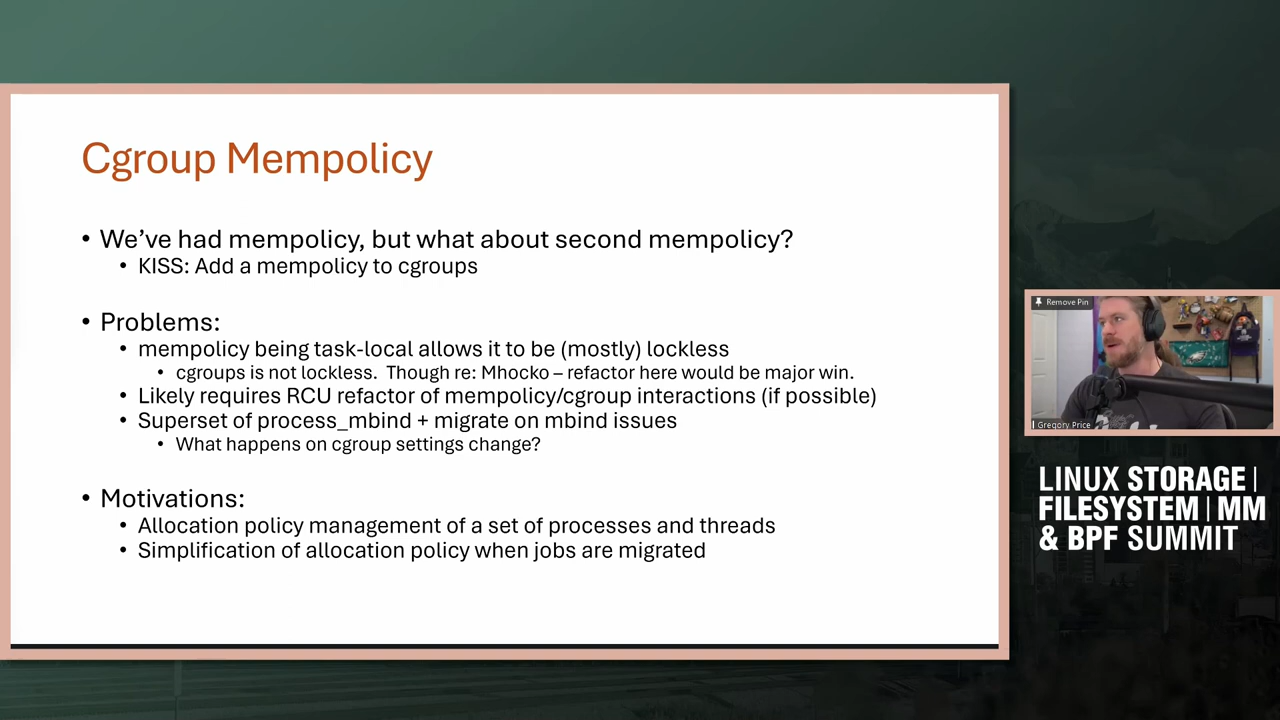 Cgroup Mempolicy
• We’ve had mempolicy, but what about second mempolicy?
• KISS: Add a mempolicy to cgroups
• Problems:
• mempolicy being task-local allows it to be (mostly) lockless
• cgroups is not lockless. Though re: Mhocko – refactor here would be major win.
• Likely requires RCU refactor of mempolicy/cgroup interactions (if possible)
• Superset of process_mbind + migrate on mbind issues
• What happens on cgroup settings change?
• Motivations:
• Allocation policy management of a set of processes and threads
• Simplification of allocation policy when jobs are migrated
Remove Pin
Gregory Price
LINUX STORAGE |
FILESYSTEM | MM
& BPF SUMMIT